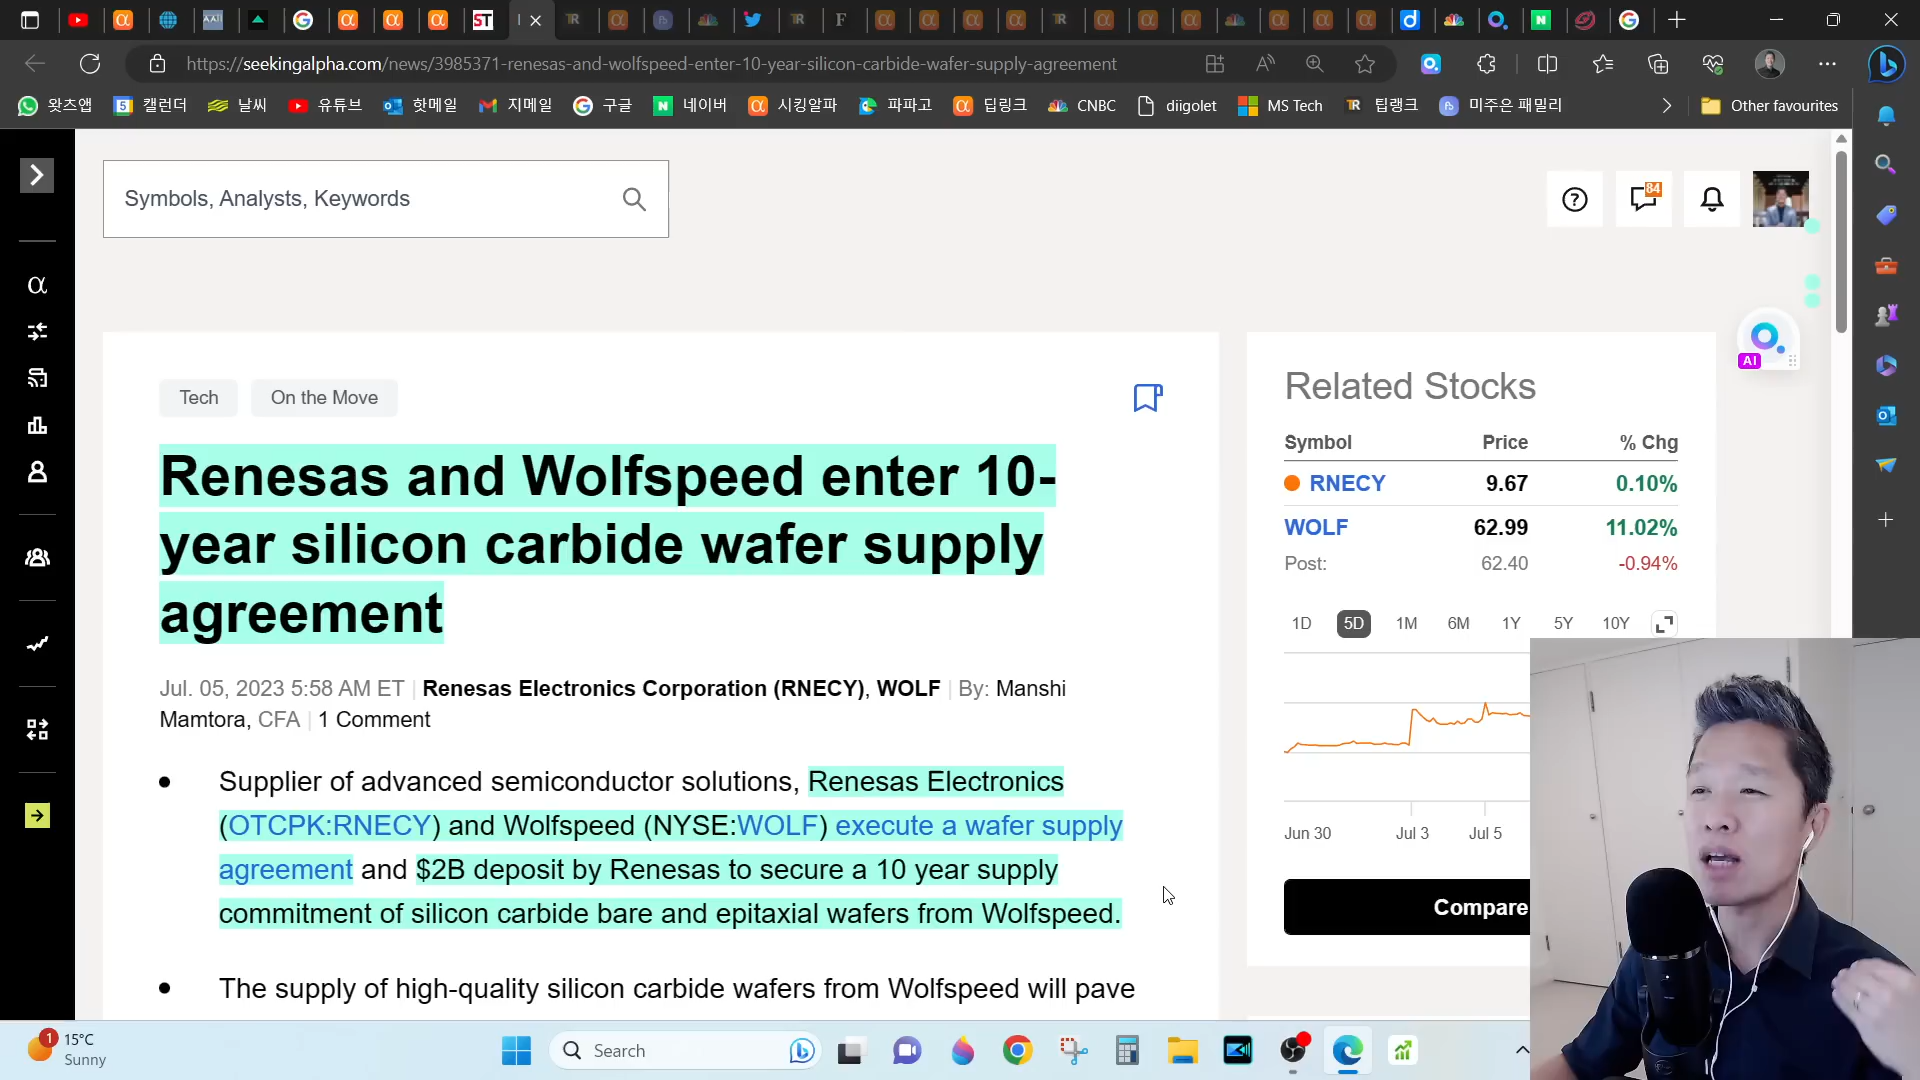 https://seekingalpha.com/news/3985371-renesas-and-wolfspeed-enter-10-year-silicon-carbide-wafer-supply-agreement
왓츠앱 캘린더 날씨 유튜브 핫메일 지메일 구글 네이버 시킹알파 파파고 딥링크 CNBC diigolet MS Tech 팁랭크 미주은 패밀리 Other favourites
Symbols, Analysts, Keywords
84
AI
Tech On the Move
Renesas and Wolfspeed enter 10-
year silicon carbide wafer supply
agreement
Jul. 05, 2023 5:58 AM ET | Renesas Electronics Corporation (RNECY), WOLF | By: Manshi
Mamtora, CFA | 1 Comment
• Supplier of advanced semiconductor solutions, Renesas Electronics
(OTCPK:RNECY) and Wolfspeed (NYSE:WOLF) execute a wafer supply
agreement and $2B deposit by Renesas to secure a 10 year supply
commitment of silicon carbide bare and epitaxial wafers from Wolfspeed.
• The supply of high-quality silicon carbide wafers from Wolfspeed will pave
Related Stocks
Symbol Price % Chg
RNECY 9.67 0.10%
WOLF 62.99 11.02%
Post: 62.40 -0.94%
1D 5D 1M 6M 1Y 5Y 10Y
Jun 30 Jul 3 Jul 5
Compare
1 15°C
Sunny
Search